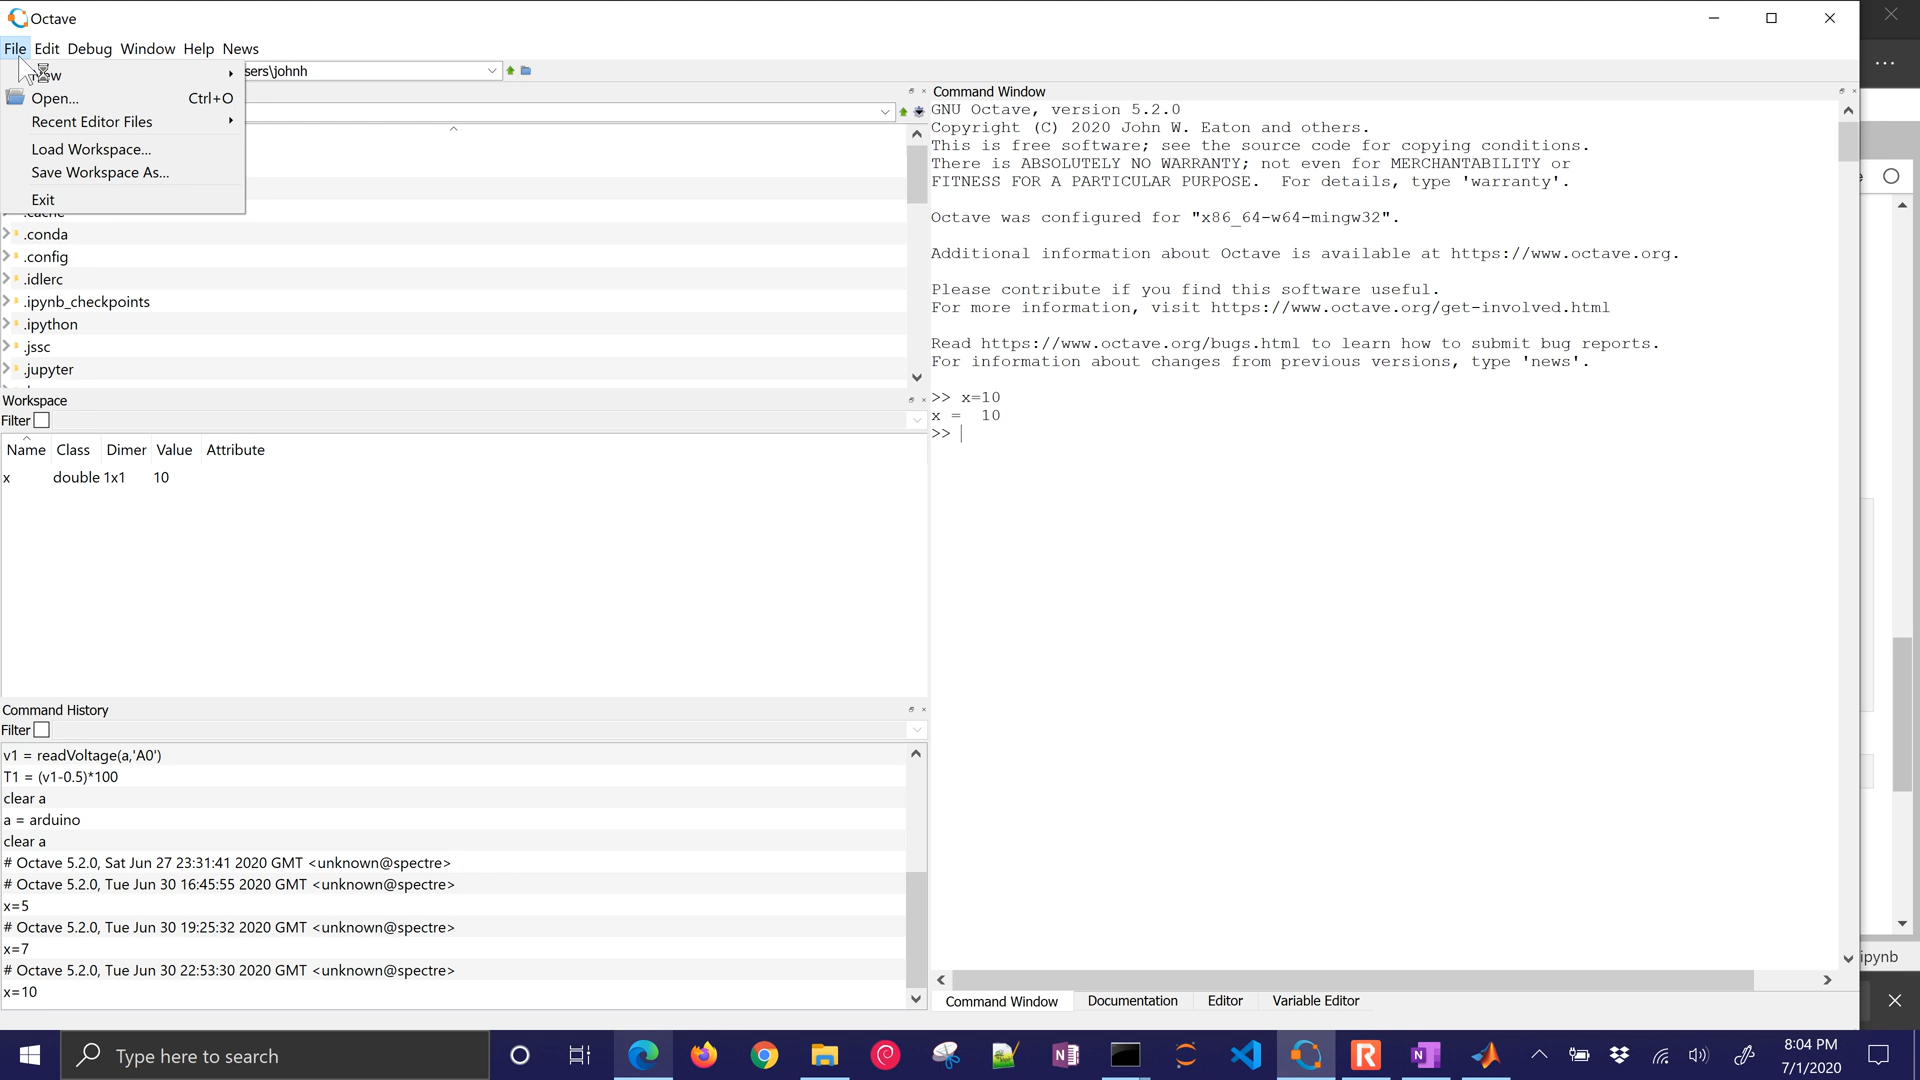 Octave
File Edit Debug Window Help News
sers\johnh
Open... Ctrl+O
Recent Editor Files
Load Workspace...
Save Workspace As...
Exit
.conda
.config
.idlerc
.ipynb_checkpoints
.ipython
.jssc
.jupyter
Workspace
Filter
Name Class Dimer Value Attribute
x double 1x1 10
Command History
Filter
v1 = readVoltage(a,'A0')
T1 = (v1-0.5)*100
clear a
a = arduino
clear a
# Octave 5.2.0, Sat Jun 27 23:31:41 2020 GMT <unknown@spectre>
# Octave 5.2.0, Tue Jun 30 16:45:55 2020 GMT <unknown@spectre>
x=5
# Octave 5.2.0, Tue Jun 30 19:25:32 2020 GMT <unknown@spectre>
x=7
# Octave 5.2.0, Tue Jun 30 22:53:30 2020 GMT <unknown@spectre>
x=10
Command Window
GNU Octave, version 5.2.0
Copyright (C) 2020 John W. Eaton and others.
This is free software; see the source code for copying conditions.
There is ABSOLUTELY NO WARRANTY; not even for MERCHANTABILITY or
FITNESS FOR A PARTICULAR PURPOSE.  For details, type 'warranty'.
Octave was configured for "x86_64-w64-mingw32".
Additional information about Octave is available at https://www.octave.org.
Please contribute if you find this software useful.
For more information, visit https://www.octave.org/get-involved.html
Read https://www.octave.org/bugs.html to learn how to submit bug reports.
For information about changes from previous versions, type 'news'.
>> x=10
x =  10
>>
Command Window Documentation Editor Variable Editor
ipynb
Type here to search
8:04 PM
7/1/2020